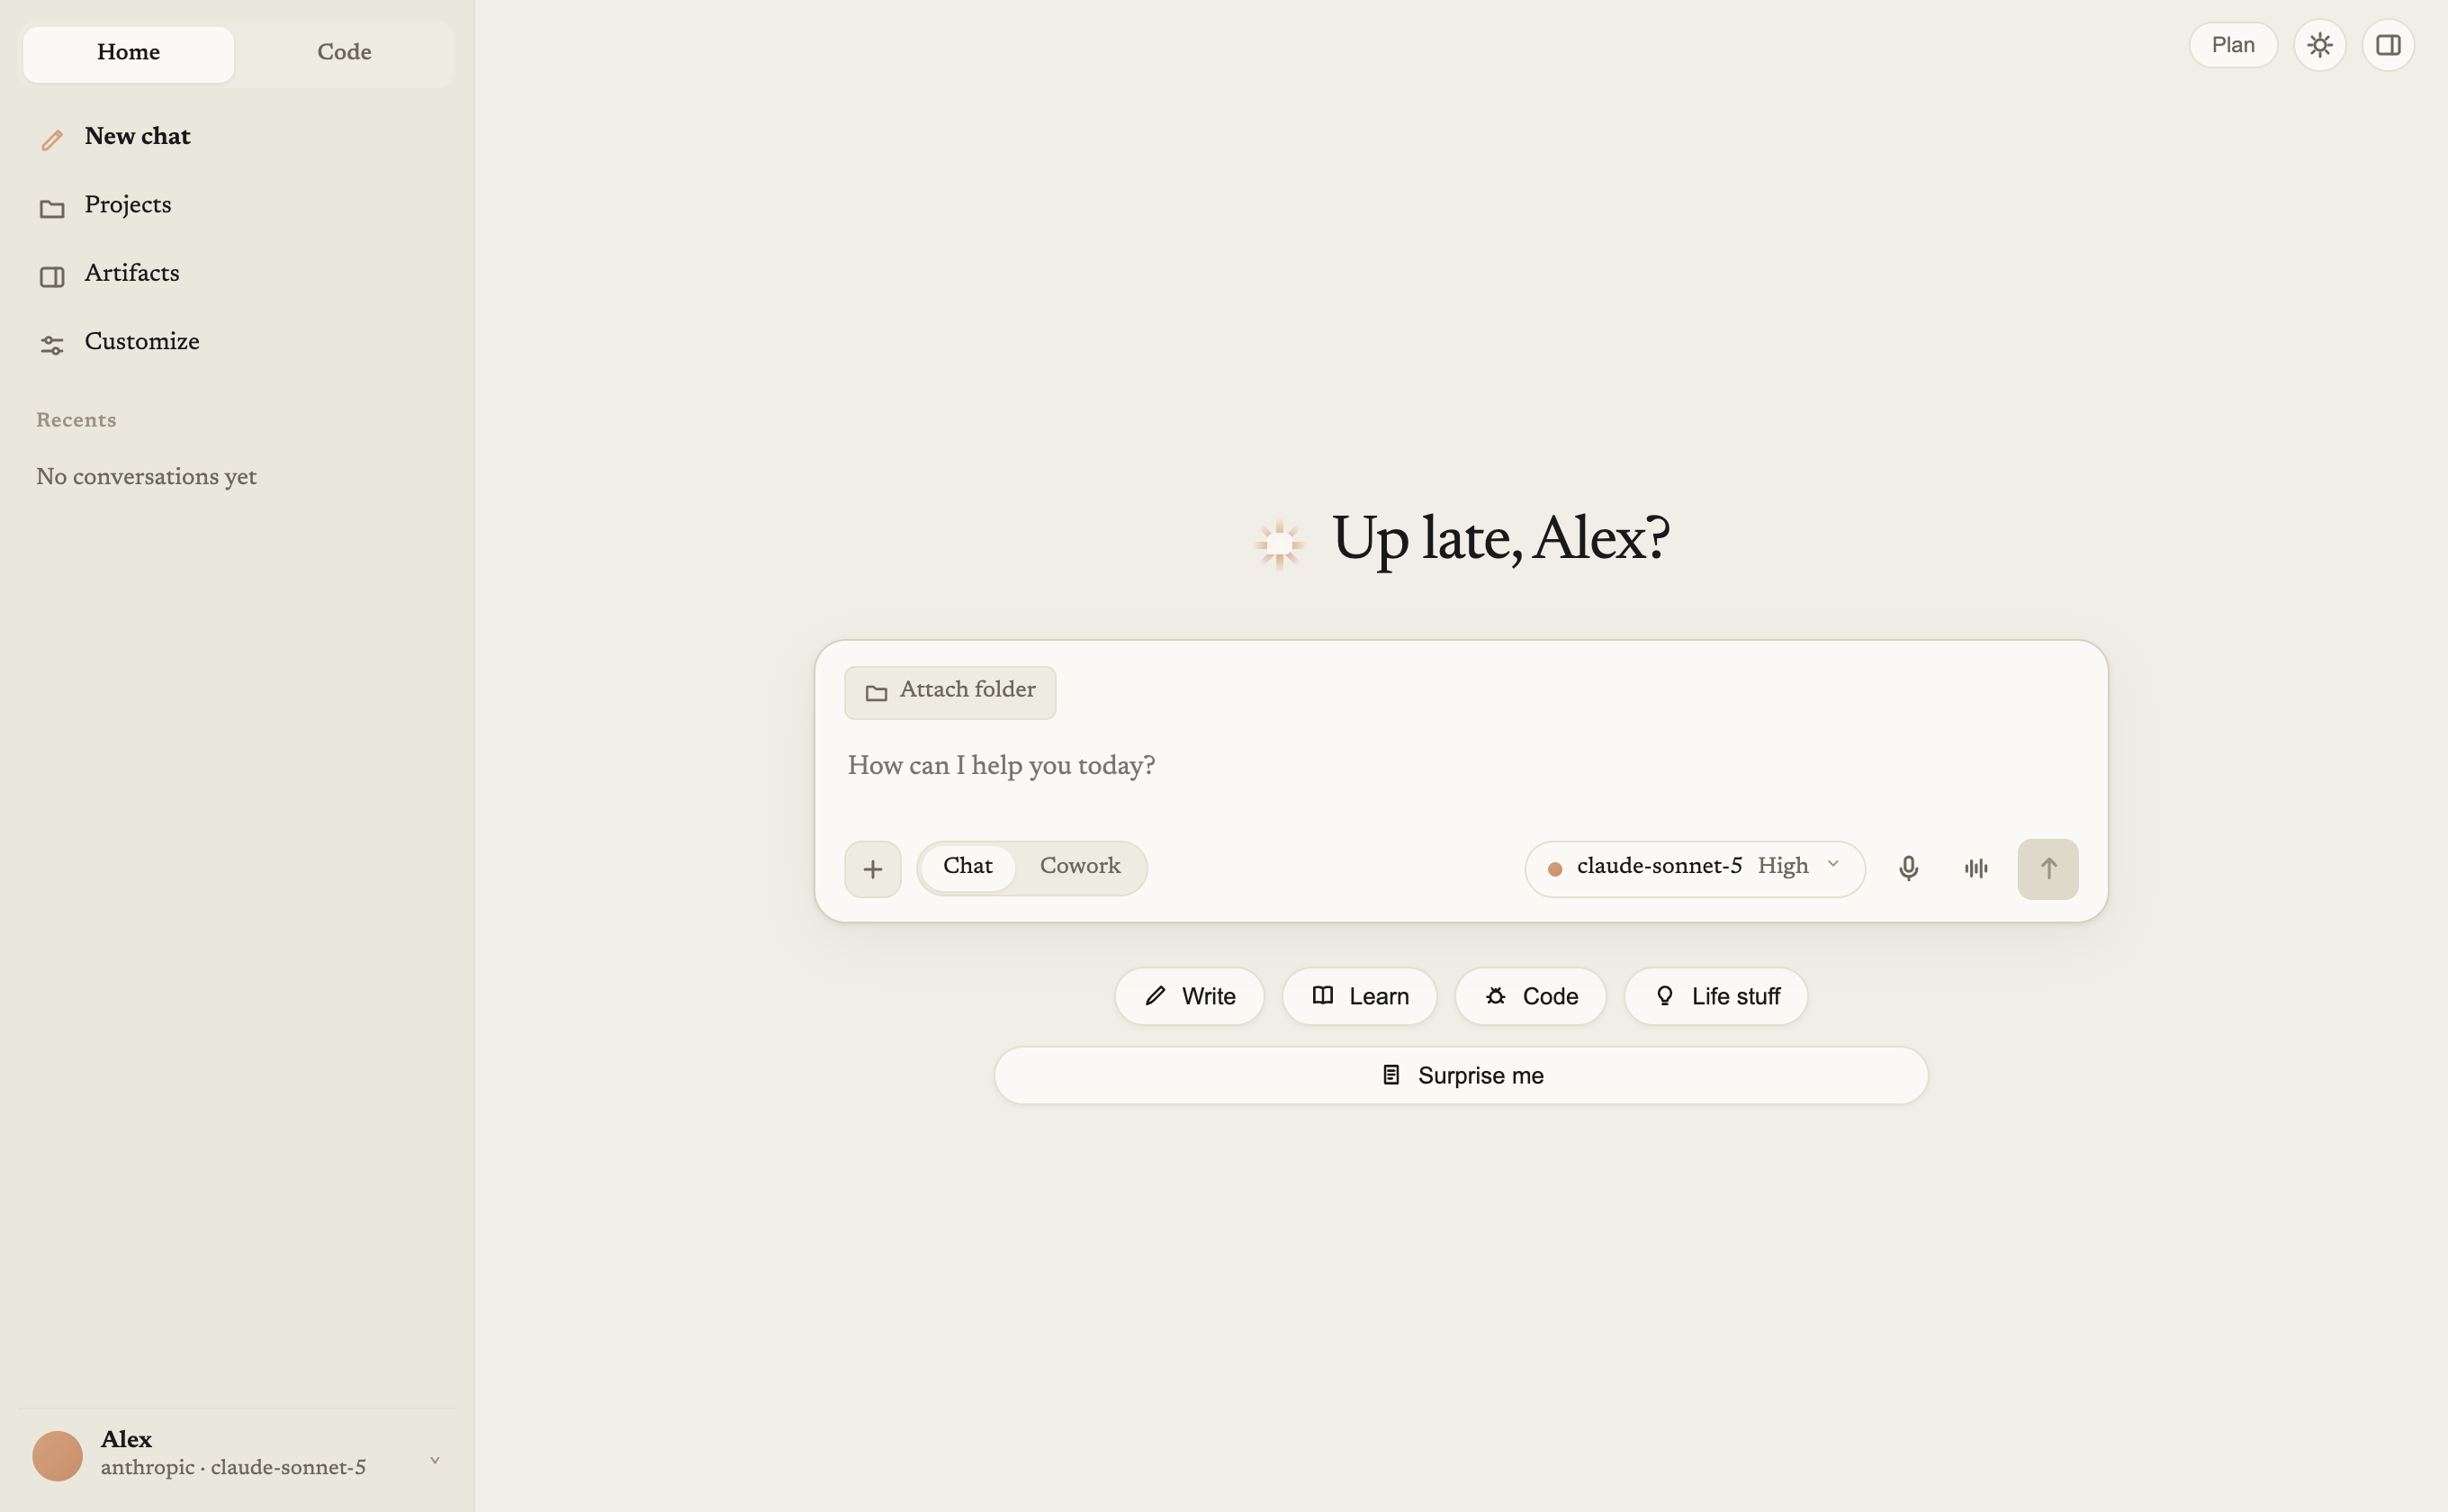 Home
Code
New chat
Projects
Artifacts
Customize
Recents
No conversations yet
Alex
anthropic · claude-sonnet-5
Plan
Up late, Alex?
Attach folder
How can I help you today?
Chat
Cowork
claude-sonnet-5 High
Write
Learn
Code
Life stuff
Surprise me